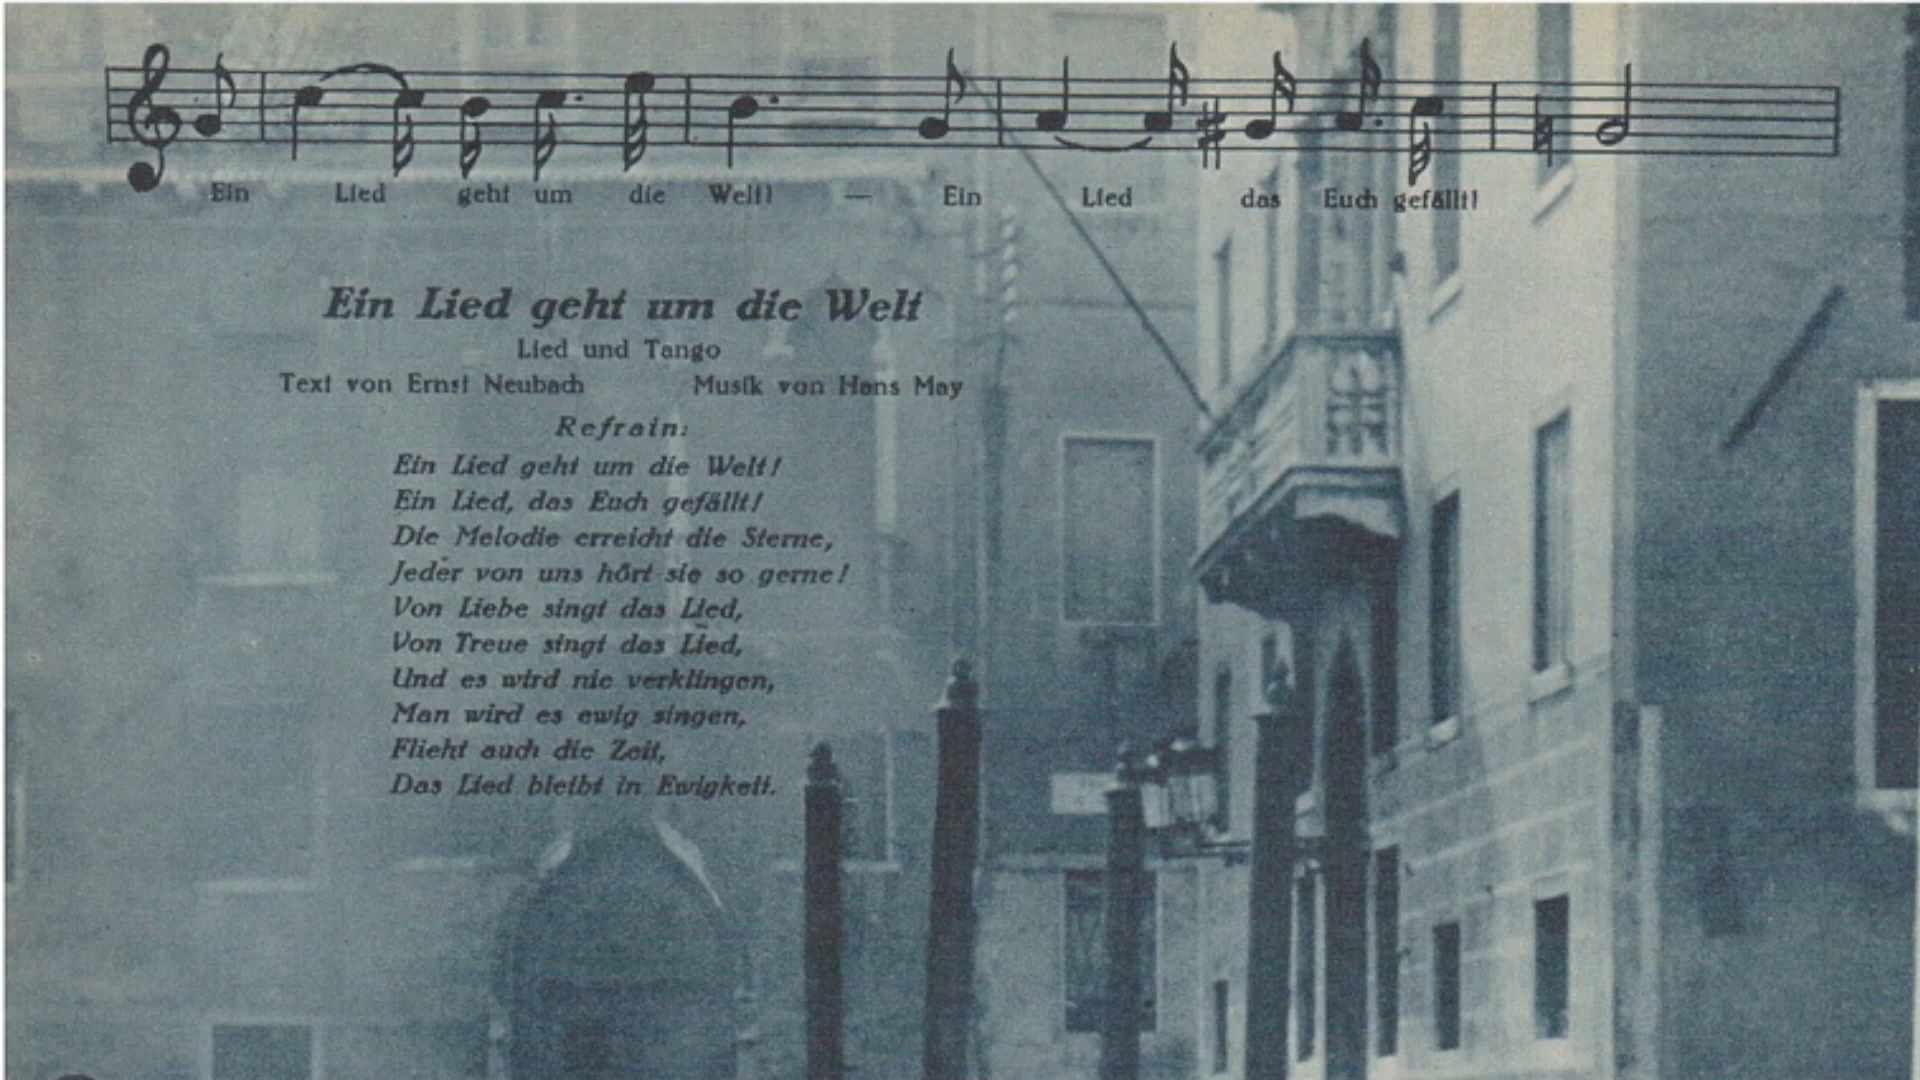 Ein Lied geht um die Welt! — Ein Lied das Euch gefällt!
Ein Lied geht um die Welt
Lied und Tango
Text von Ernst Neubach Musik von Hans May
Refrain:
Ein Lied geht um die Welt!
Ein Lied, das Euch gefällt!
Die Melodie erreicht die Sterne,
Jeder von uns hört sie so gerne!
Von Liebe singt das Lied,
Von Treue singt das Lied,
Und es wird nie verklingen,
Man wird es ewig singen,
Flieht auch die Zeit,
Das Lied bleibt in Ewigkeit.